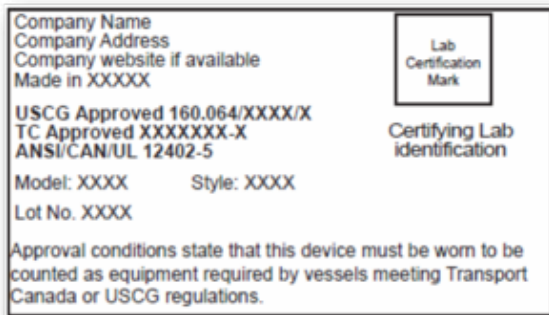 Company Name
Company Address
Company website if available
Made in XXXXX
USCG Approved 160.064/XXXX/X
TC Approved XXXXXXX-X
ANSI/CAN/UL 12402-5
Model: XXXX Style: XXXX
Lot No. XXXX
Lab
Certification
Mark
Certifying Lab
identification
Approval conditions state that this device must be worn to be
counted as equipment required by vessels meeting Transport
Canada or USCG regulations.